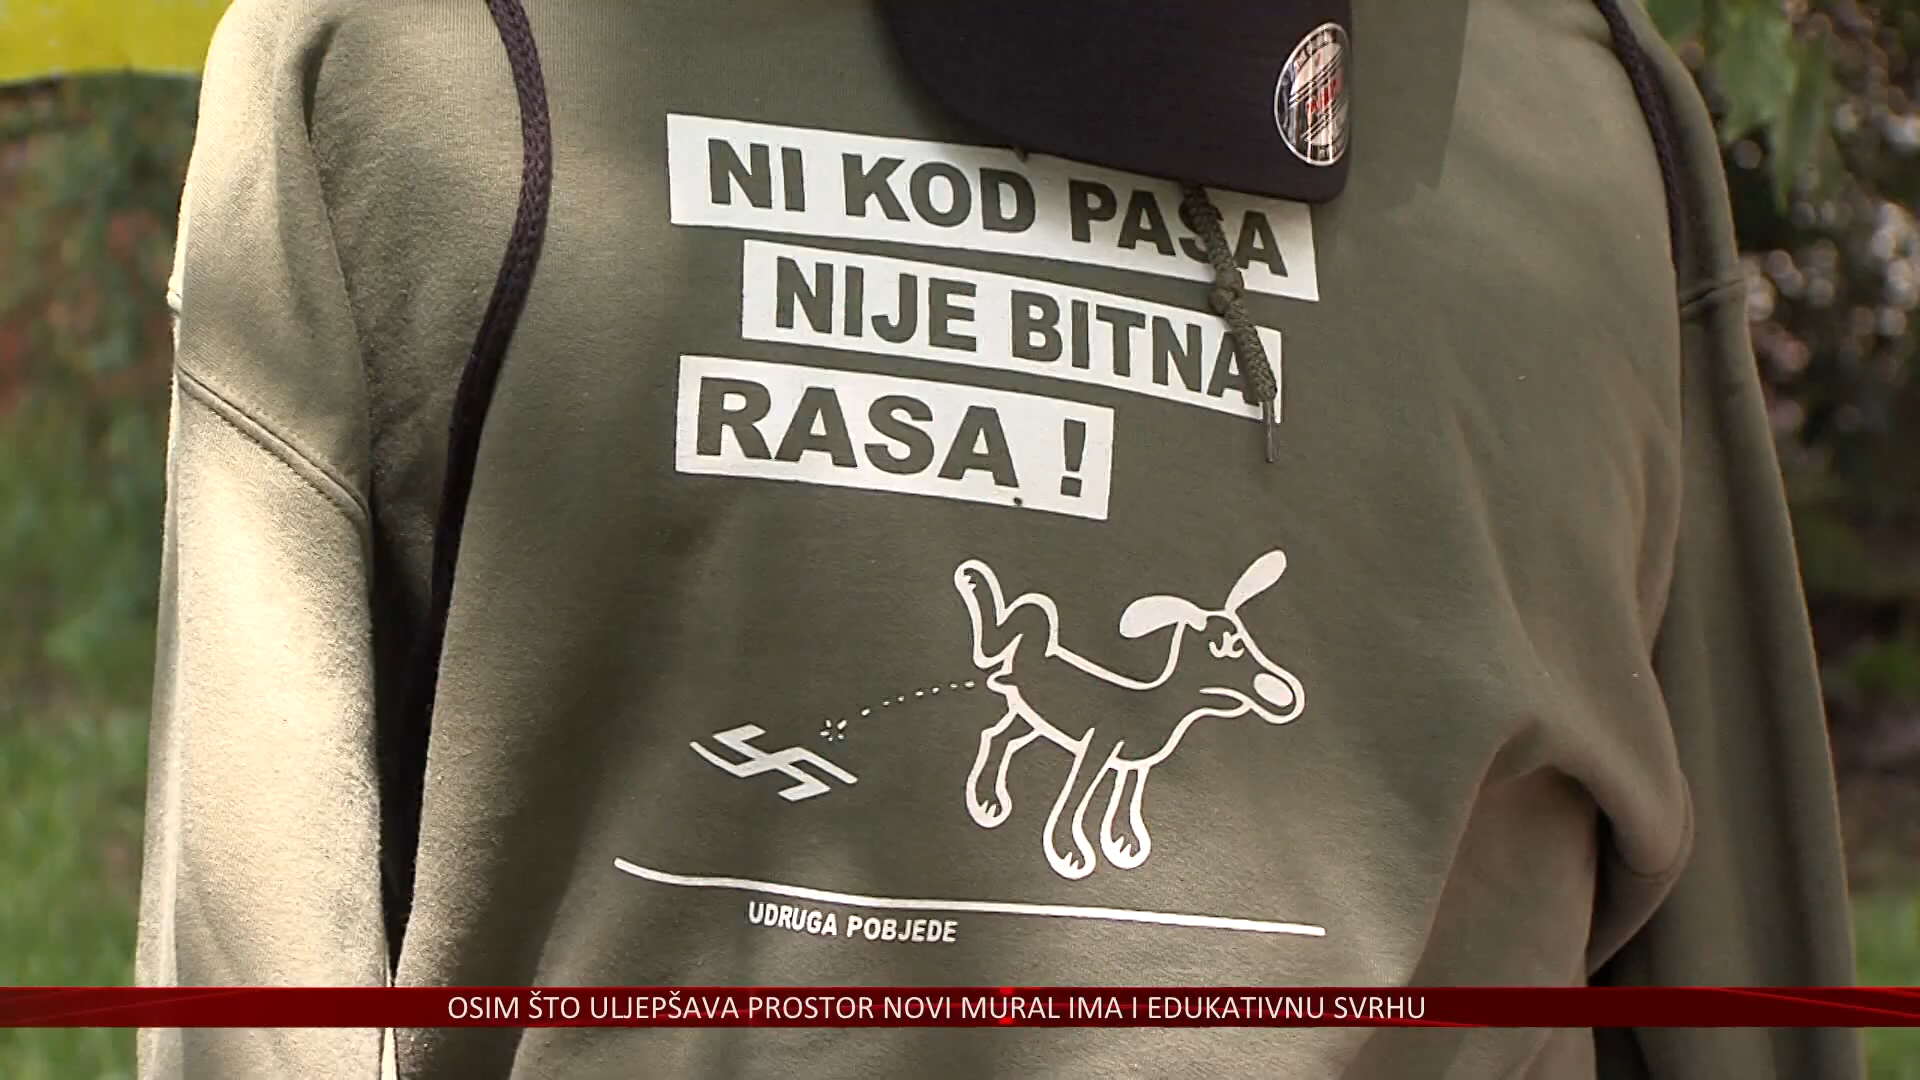 NI KOD PASA
NIJE BITNA
RASA !
UDRUGA POBJEDE
OSIM ŠTO ULJEPŠAVA PROSTOR NOVI MURAL IMA I EDUKATIVNU SVRHU